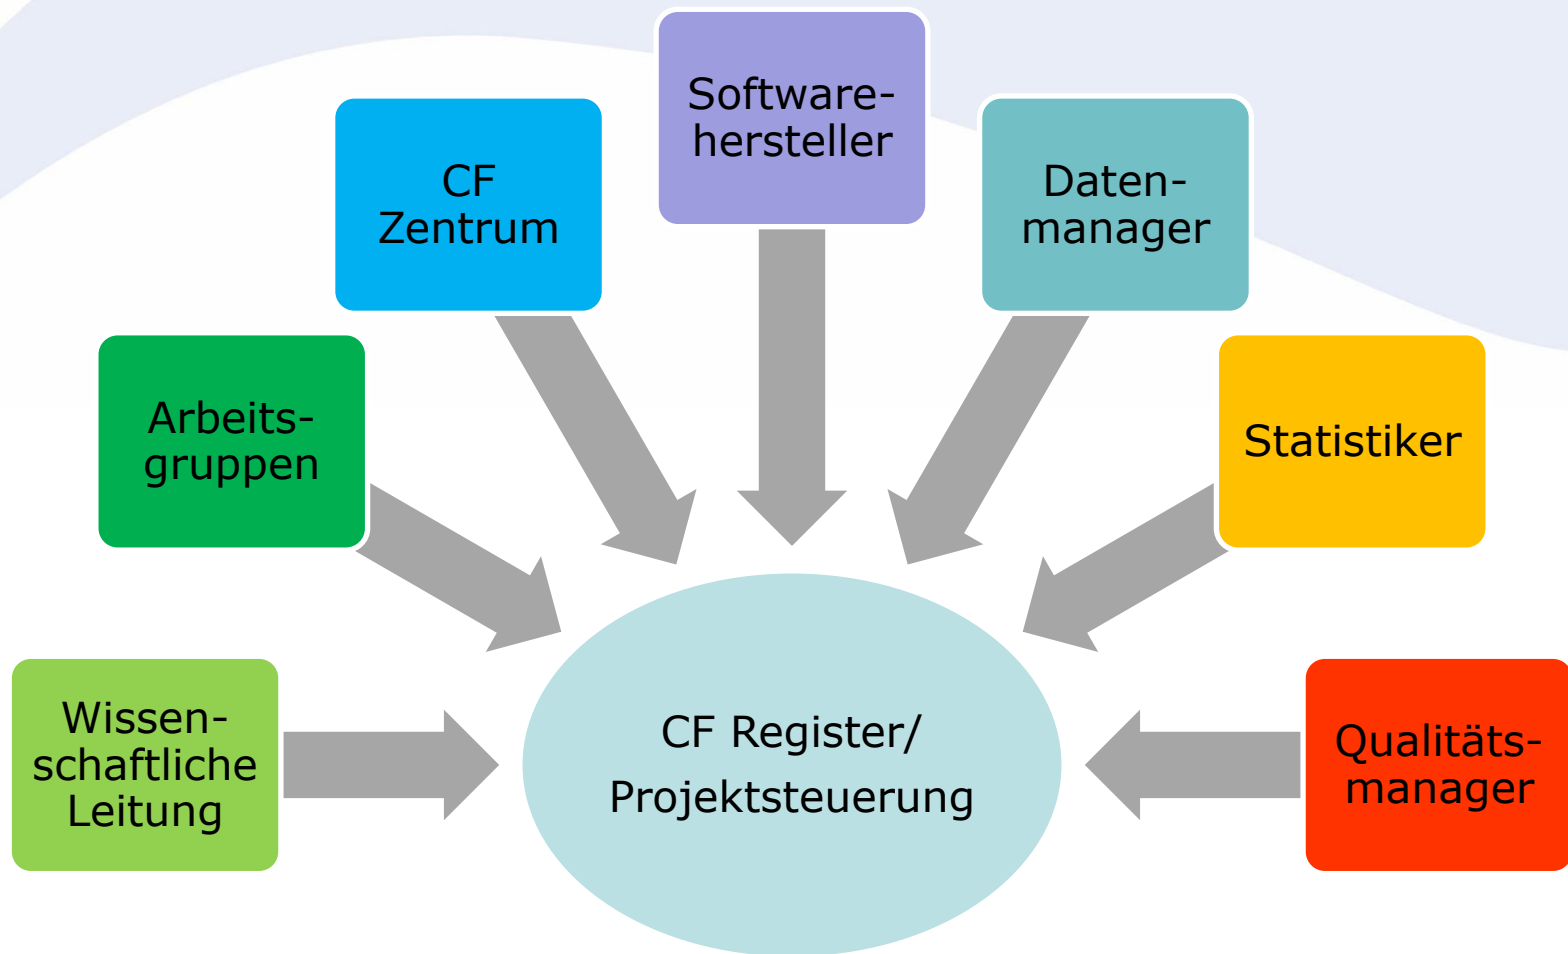 Software-
hersteller
CF
Zentrum
Daten-
manager
Arbeits-
gruppen
Statistiker
Wissen-
schaftliche
Leitung
CF Register/
Projektsteuerung
Qualitäts-
manager